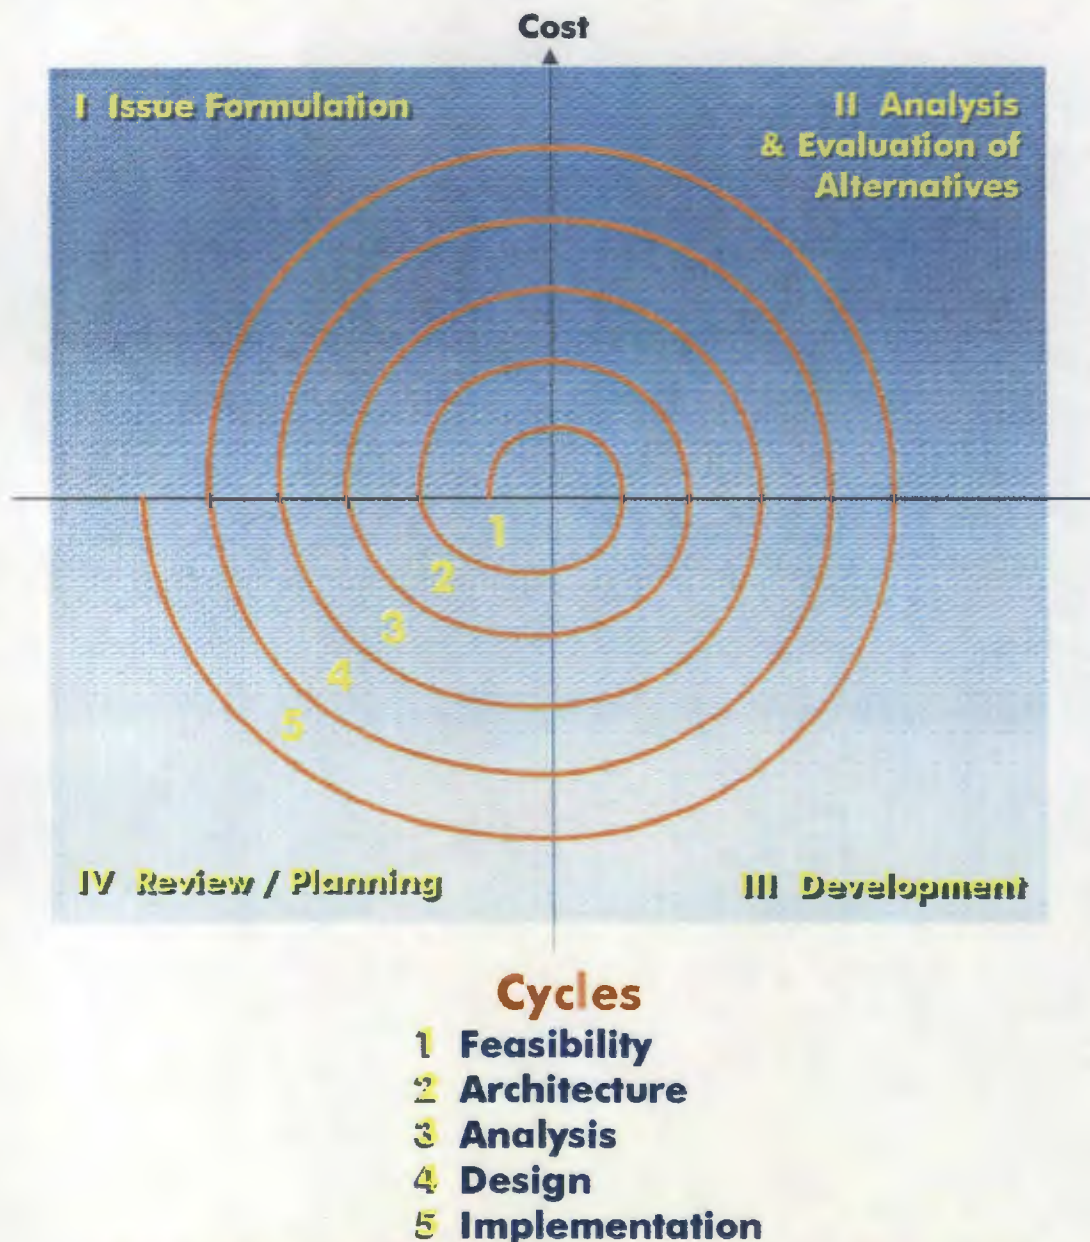 Cost
I Issue Formulation
II Analysis
& Evaluation of
Alternatives
1
2
3
4
5
IV Review / Planning
III Development
Cycles
1 Feasibility
2 Architecture
3 Analysis
4 Design
5 Implementation